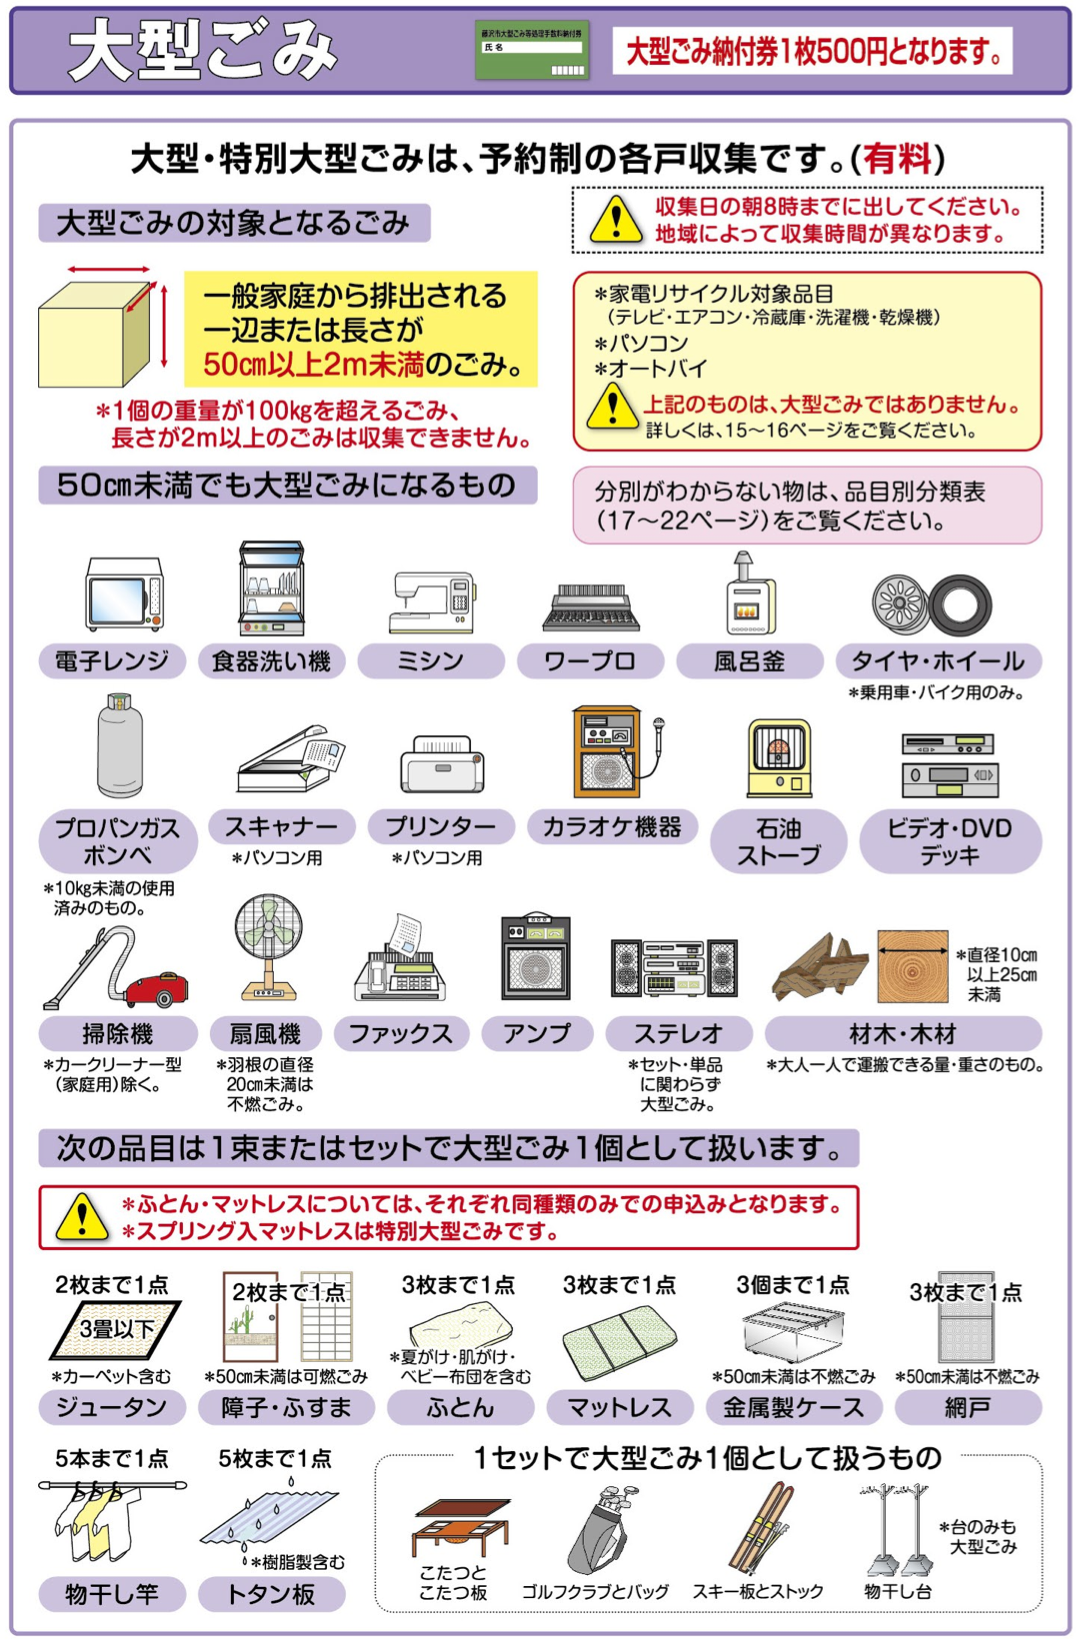 大型ごみ
藤沢市大型ごみ等処理手数料納付券
氏名
大型ごみ納付券1枚500円となります。
大型・特別大型ごみは、予約制の各戸収集です。(有料)
大型ごみの対象となるごみ
収集日の朝8時までに出してください。
地域によって収集時間が異なります。
一般家庭から排出される
一辺または長さが
50㎝以上2m未満のごみ。
*1個の重量が100㎏を超えるごみ、
長さが2m以上のごみは収集できません。
*家電リサイクル対象品目
(テレビ・エアコン・冷蔵庫・洗濯機・乾燥機)
*パソコン
*オートバイ
上記のものは、大型ごみではありません。
詳しくは、15〜16ページをご覧ください。
50㎝未満でも大型ごみになるもの
分別がわからない物は、品目別分類表
(17〜22ページ)をご覧ください。
電子レンジ
食器洗い機
ミシン
ワープロ
風呂釜
タイヤ・ホイール
*乗用車・バイク用のみ。
プロパンガス
ボンベ
*10㎏未満の使用
済みのもの。
スキャナー
*パソコン用
プリンター
*パソコン用
カラオケ機器
石油
ストーブ
ビデオ・DVD
デッキ
掃除機
*カークリーナー型
(家庭用)除く。
扇風機
*羽根の直径
20㎝未満は
不燃ごみ。
ファックス
アンプ
ステレオ
*セット・単品
に関わらず
大型ごみ。
*直径10㎝
以上25㎝
未満
材木・木材
*大人一人で運搬できる量・重さのもの。
次の品目は1束またはセットで大型ごみ1個として扱います。
*ふとん・マットレスについては、それぞれ同種類のみでの申込みとなります。
*スプリング入マットレスは特別大型ごみです。
2枚まで1点
3畳以下
*カーペット含む
ジュータン
2枚まで1点
*50㎝未満は可燃ごみ
障子・ふすま
3枚まで1点
*夏がけ・肌がけ・
ベビー布団を含む
ふとん
3枚まで1点
マットレス
3個まで1点
*50㎝未満は不燃ごみ
金属製ケース
3枚まで1点
*50㎝未満は不燃ごみ
網戸
5本まで1点
物干し竿
5枚まで1点
*樹脂製含む
トタン板
1セットで大型ごみ1個として扱うもの
こたつと
こたつ板
ゴルフクラブとバッグ
スキー板とストック
物干し台
*台のみも
大型ごみ